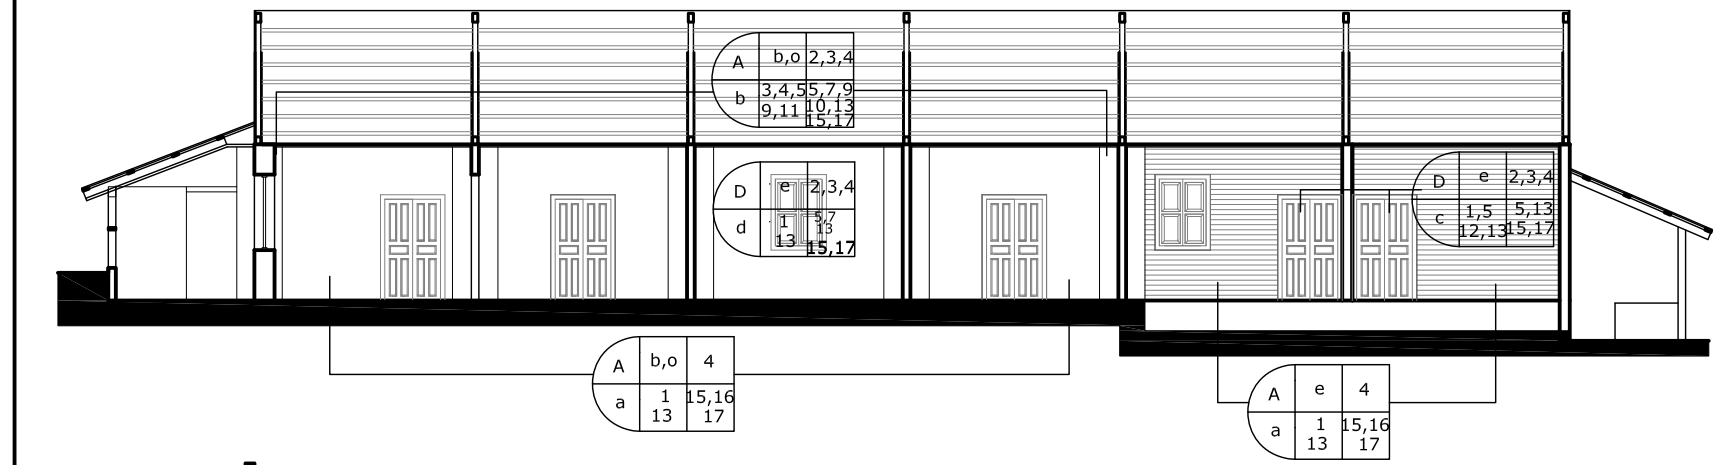 A b,o 2,3,4
b 3,4,5 5,7,9
9,11 10,13
15,17
D e 2,3,4
d 1 5,7
13 13
15,17
D e 2,3,4
c 1,5 5,13
12,13 15,17
A b,o 4
a 1 15,16
13 17
A e 4
a 1 15,16
13 17